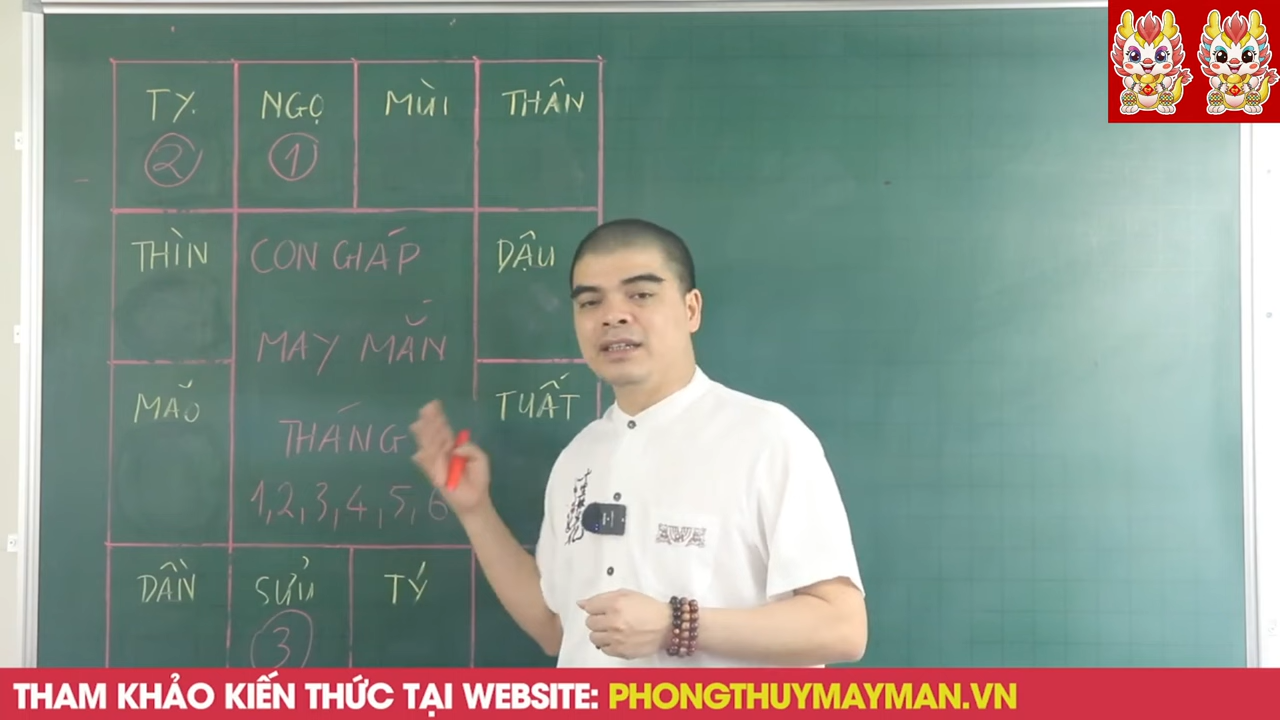 TỴ
NGỌ
MÙI
THÂN
②
①
THÌN
CON GIÁP
DẬU
MAY MẮN
MÃO
TUẤT
THÁNG
1,2,3,4,5,6
DẦN
SỬU
TÝ
③
THAM KHẢO KIẾN THỨC TẠI WEBSITE: PHONGTHUYMAYMAN.VN